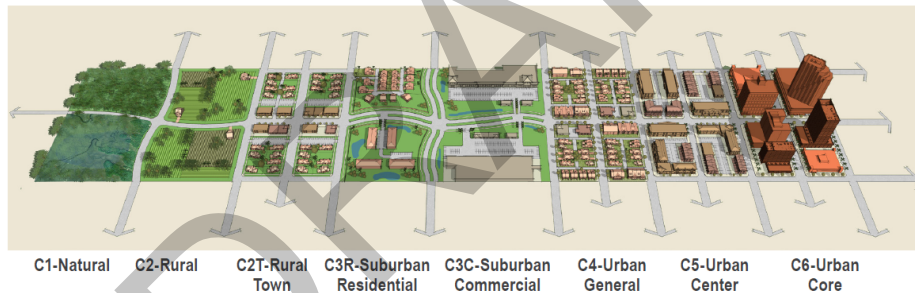 DRAFT
C1-Natural
C2-Rural
C2T-Rural
Town
C3R-Suburban
Residential
C3C-Suburban
Commercial
C4-Urban
General
C5-Urban
Center
C6-Urban
Core